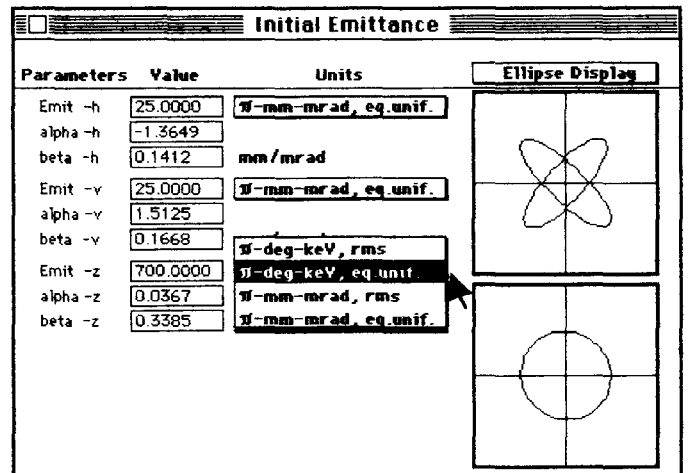 Initial Emittance
Parameters Value Units Ellipse Display
Emit -h 25.0000 π-mm-mrad, eq.unif.
alpha -h -1.3649
beta -h 0.1412 mm/mrad
Emit -v 25.0000 π-mm-mrad, eq.unif.
alpha -v 1.5125
beta -v 0.1668
π-deg-keV, rms
Emit -z 700.0000 π-deg-keV, eq.unif.
alpha -z 0.0367 π-mm-mrad, rms
beta -z 0.3385 π-mm-mrad, eq.unif.